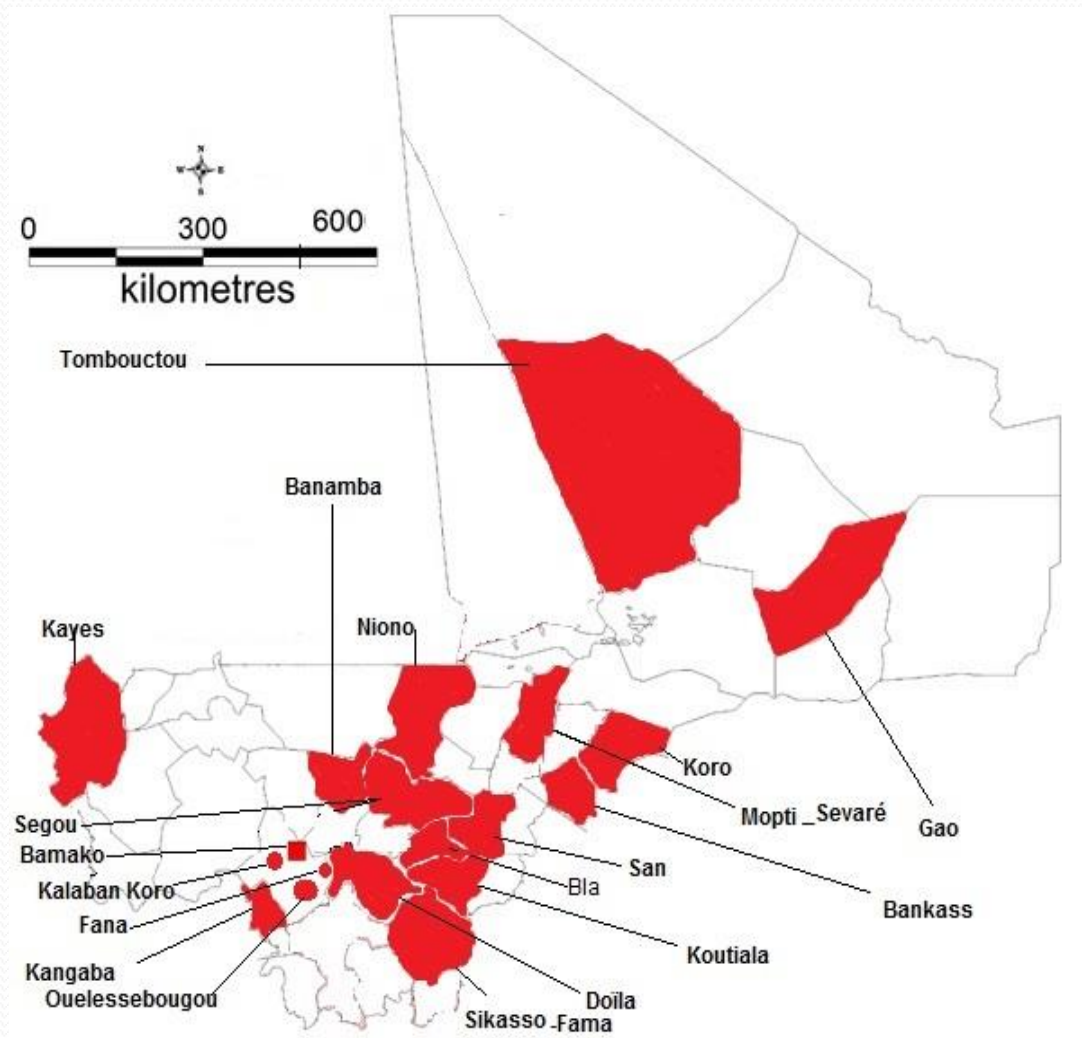 N
W E
S
0 300 600
kilometres
Tombouctou
Banamba
Kayes
Niono
Koro
Segou
Mopti _Sevaré
Gao
Bamako
San
Kalaban Koro
Bla
Fana
Bankass
Koutiala
Kangaba
Ouelessebougou
Doïla
Sikasso -Fama